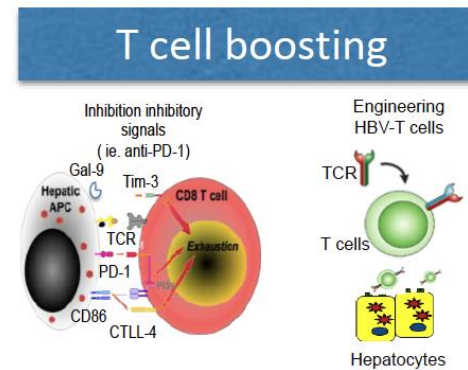 T cell boosting
Inhibition inhibitory
signals
( ie. anti-PD-1)
Gal-9
Hepatic
APC
Tim-3
CD8 T cell
TCR
Exhaustion
PD-1
CD86
CTLL-4
Engineering
HBV-T cells
TCR
T cells
Hepatocytes